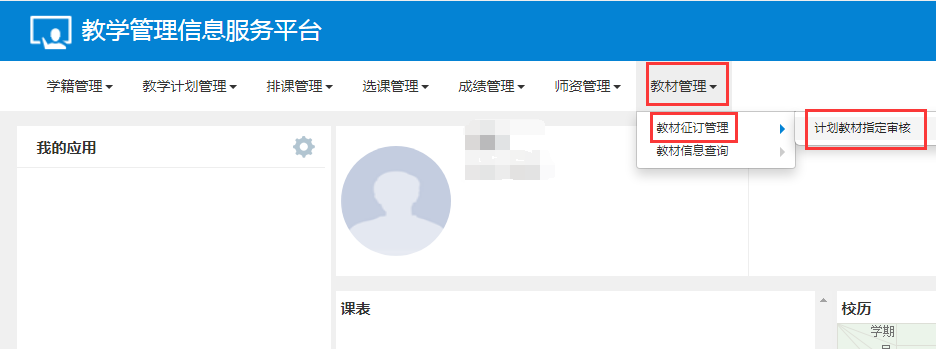 教学管理信息服务平台
学籍管理 教学计划管理 排课管理 选课管理 成绩管理 师资管理 教材管理
教材征订管理 计划教材指定审核
教材信息查询
我的应用
课表 校历
学期